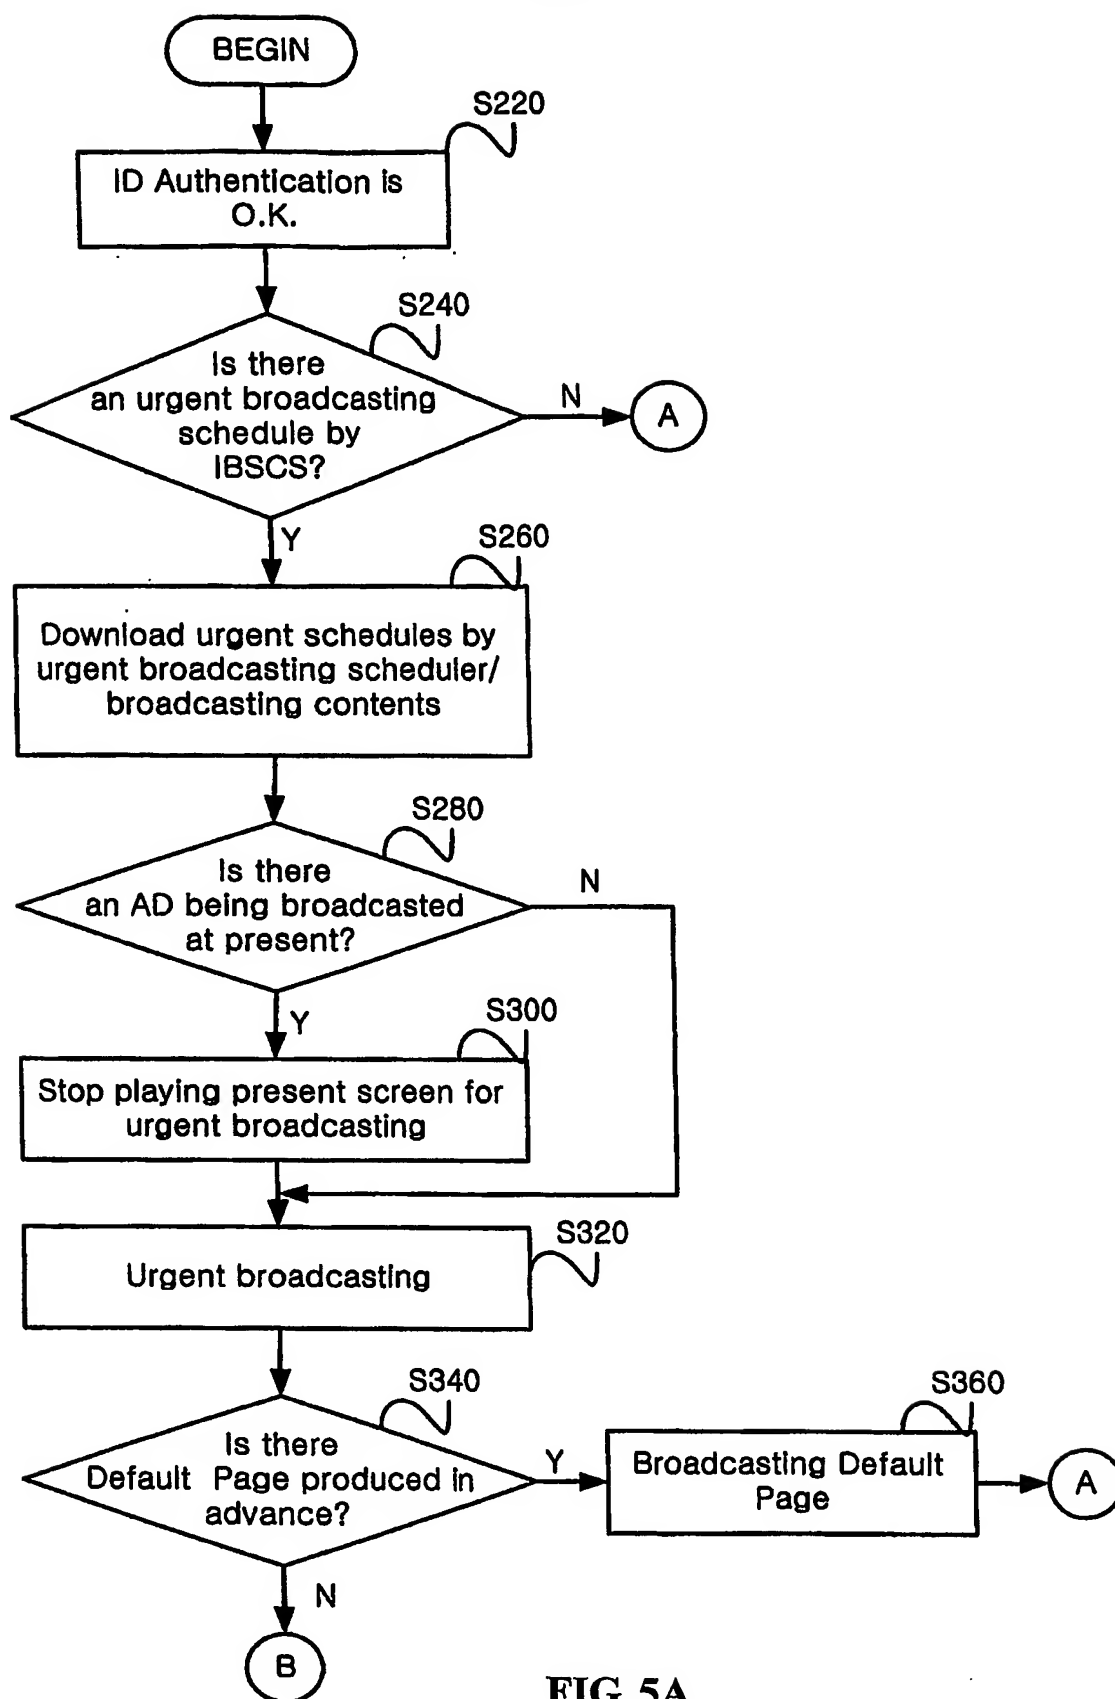 BEGIN
S220
ID Authentication is
O.K.
S240
Is there
an urgent broadcasting
schedule by
IBSCS?
N
A
Y
S260
Download urgent schedules by
urgent broadcasting scheduler/
broadcasting contents
S280
Is there
an AD being broadcasted
at present?
N
Y
S300
Stop playing present screen for
urgent broadcasting
S320
Urgent broadcasting
S340
Is there
Default Page produced in
advance?
Y
S360
Broadcasting Default
Page
A
N
B
FIG 5A